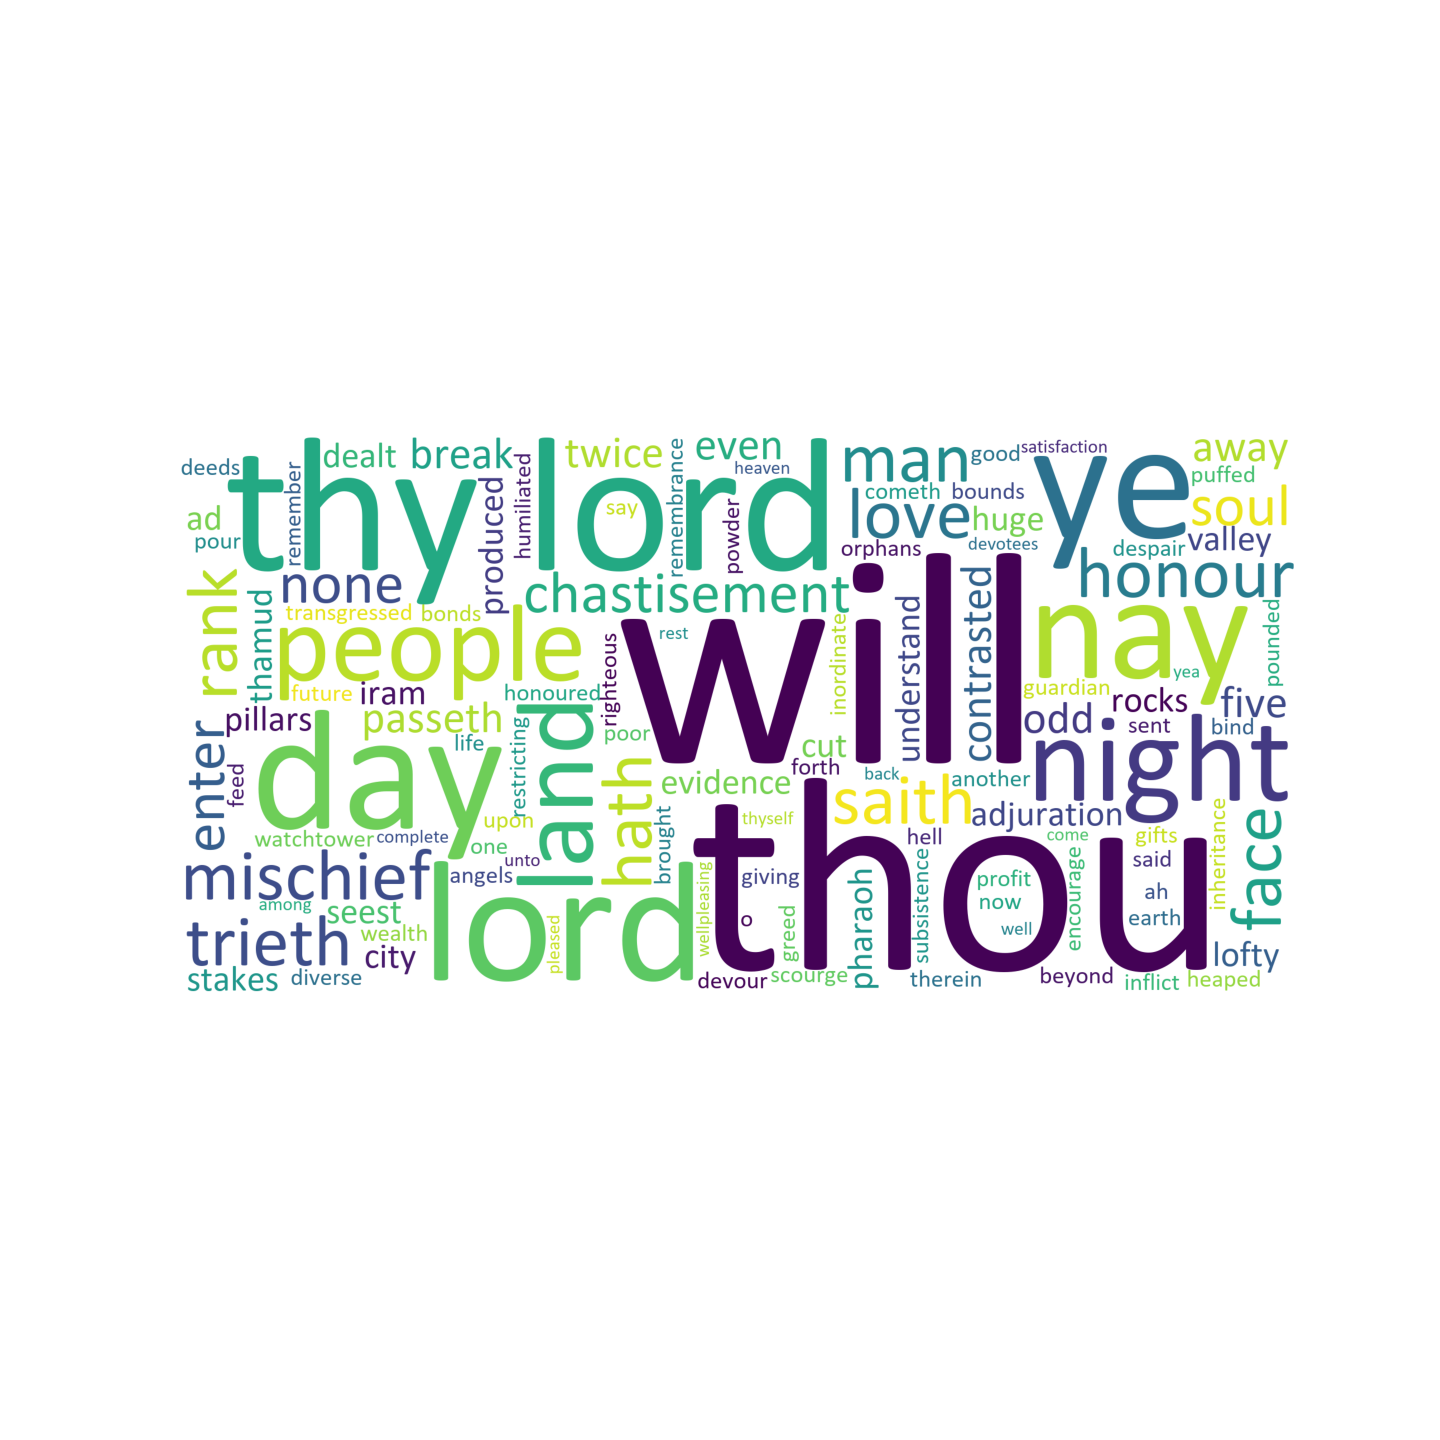 thy lord
will
thou
ye
nay
day
lord
people
night
land
hath
mischief
trieth
chastisement
honour
man
love
saith
face
rank
enter
none
break
twice
even
away
puffed
soul
valley
despair
good
satisfaction
cometh
bounds
huge
devotees
orphans
heaven
remembrance
powder
say
humiliated
produced
dealt
remember
deeds
ad
pour
thamud
transgressed
bonds
future
iram
pillars
passeth
life
honoured
righteous
rest
restricting
poor
inordinate
understand
contrasted
guardian
yea
pounded
rocks
five
odd
sent
bind
cut
forth
evidence
back
another
adjuration
feed
watchtower
complete
upon
one
unto
angels
brought
thyself
giving
hell
come
gifts
said
ah
earth
inheritance
among
seest
wealth
city
stakes
diverse
pleased
wellpleasing
o
greed
devour
scourge
pharaoh
subsistence
profit
now
well
encourage
therein
beyond
inflict
heaped
lofty